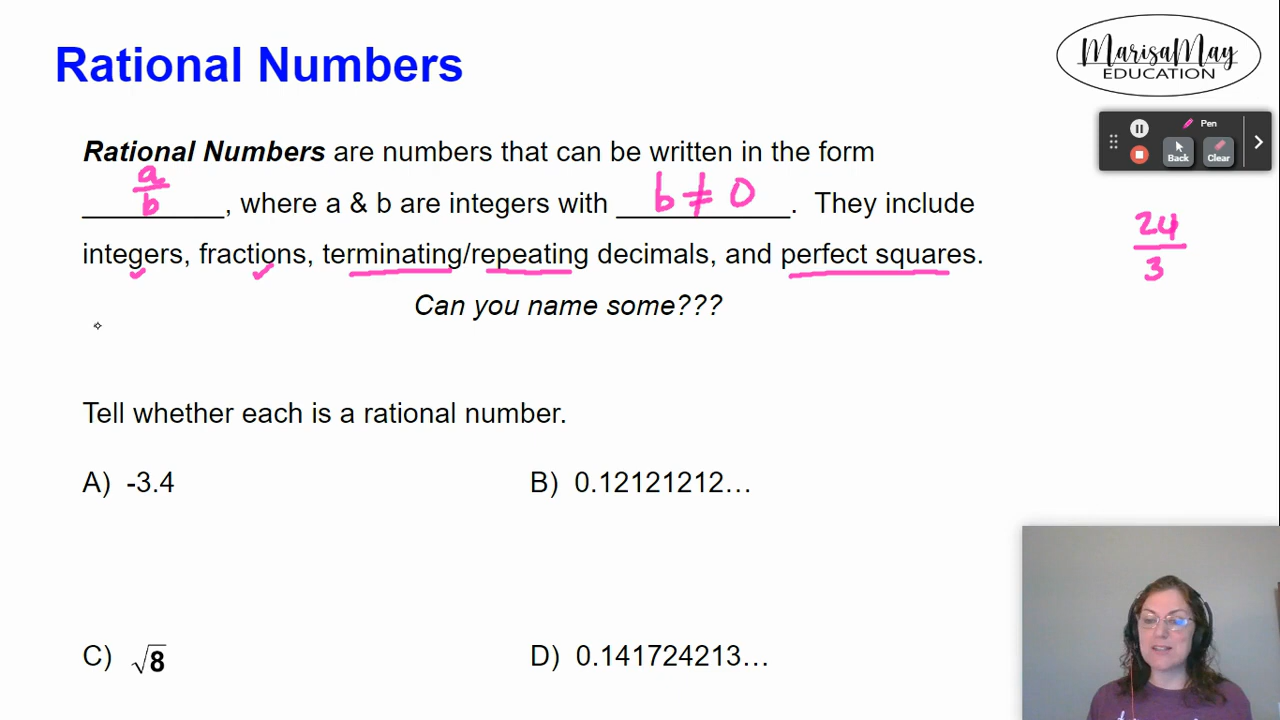 Rational Numbers
MarisaMay
EDUCATION
Pen
Back
Clear
Rational Numbers are numbers that can be written in the form
a/b, where a & b are integers with b ≠ 0. They include
integers, fractions, terminating/repeating decimals, and perfect squares.
24/3
Can you name some???
Tell whether each is a rational number.
A) -3.4
B) 0.12121212…
C) √8
D) 0.141724213…